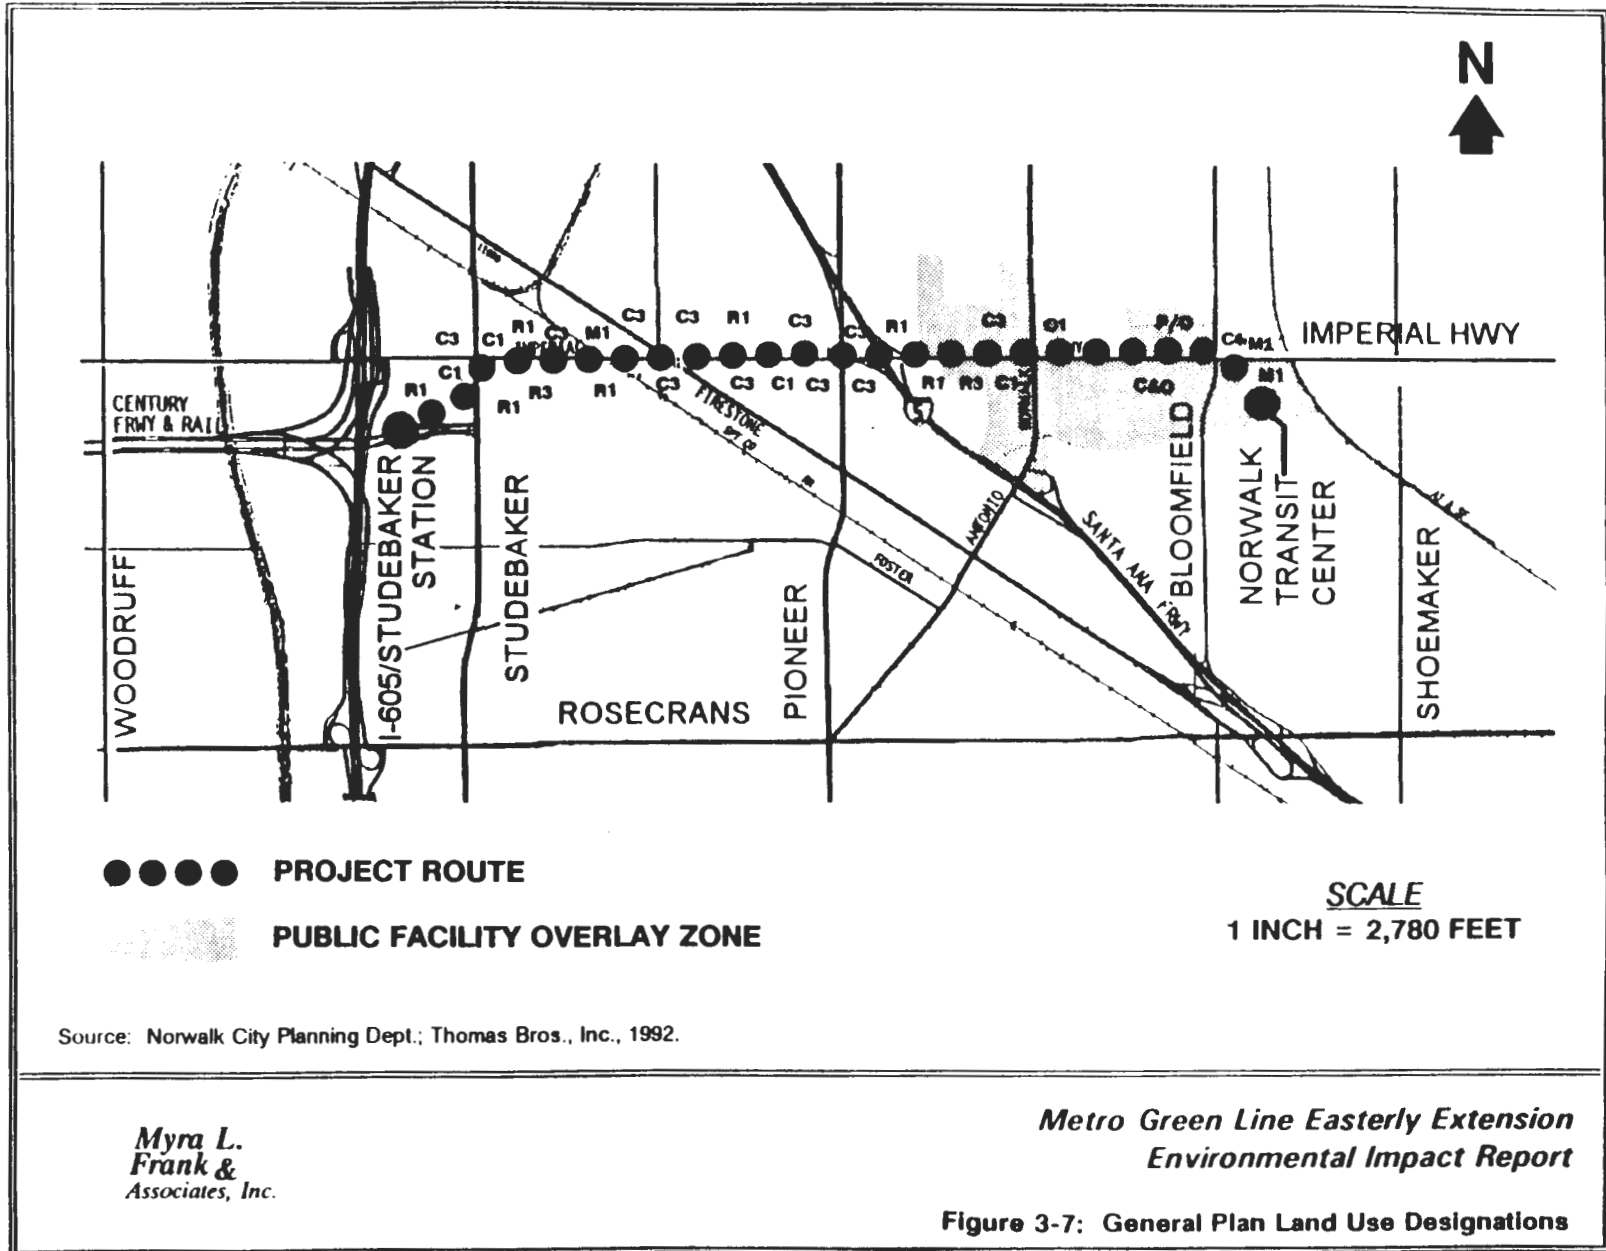 N
C3
C1
R1
C3
M1
C3
C3
R1
C3
C3
R1
C3
O1
P/O
C4
M1
IMPERIAL HWY
C1
R1
R1
R3
R1
C3
C3
C1
C3
C3
R1
R3
C1
C&O
M1
CENTURY
FRWY & RAIL
FIRESTONE
SANTA ANA FRWY
FOSTER
WOODRUFF
I-605/STUDEBAKER
STATION
STUDEBAKER
PIONEER
BLOOMFIELD
NORWALK
TRANSIT
CENTER
SHOEMAKER
ROSECRANS
PROJECT ROUTE
PUBLIC FACILITY OVERLAY ZONE
SCALE
1 INCH = 2,780 FEET
Source: Norwalk City Planning Dept.; Thomas Bros., Inc., 1992.
Myra L.
Frank &
Associates, Inc.
Metro Green Line Easterly Extension
Environmental Impact Report
Figure 3-7: General Plan Land Use Designations